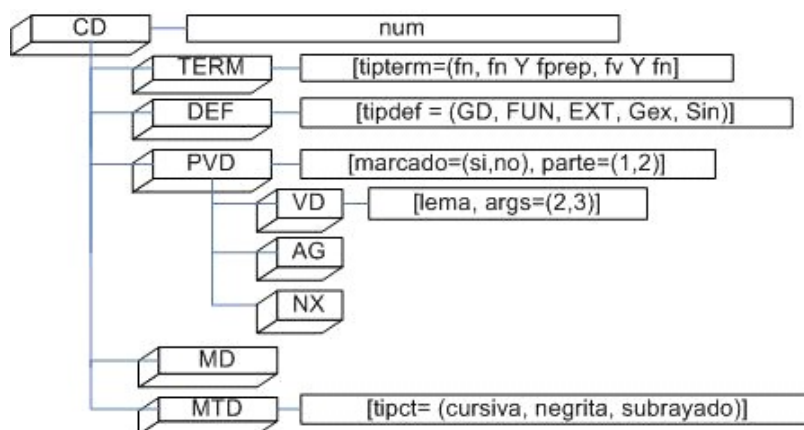 CD num
TERM [tipterm=(fn, fn Y fprep, fv Y fn]
DEF [tipdef = (GD, FUN, EXT, Gex, Sin)]
PVD [marcado=(si,no), parte=(1,2)]
VD [lema, args=(2,3)]
AG
NX
MD
MTD [tipct= (cursiva, negrita, subrayado)]